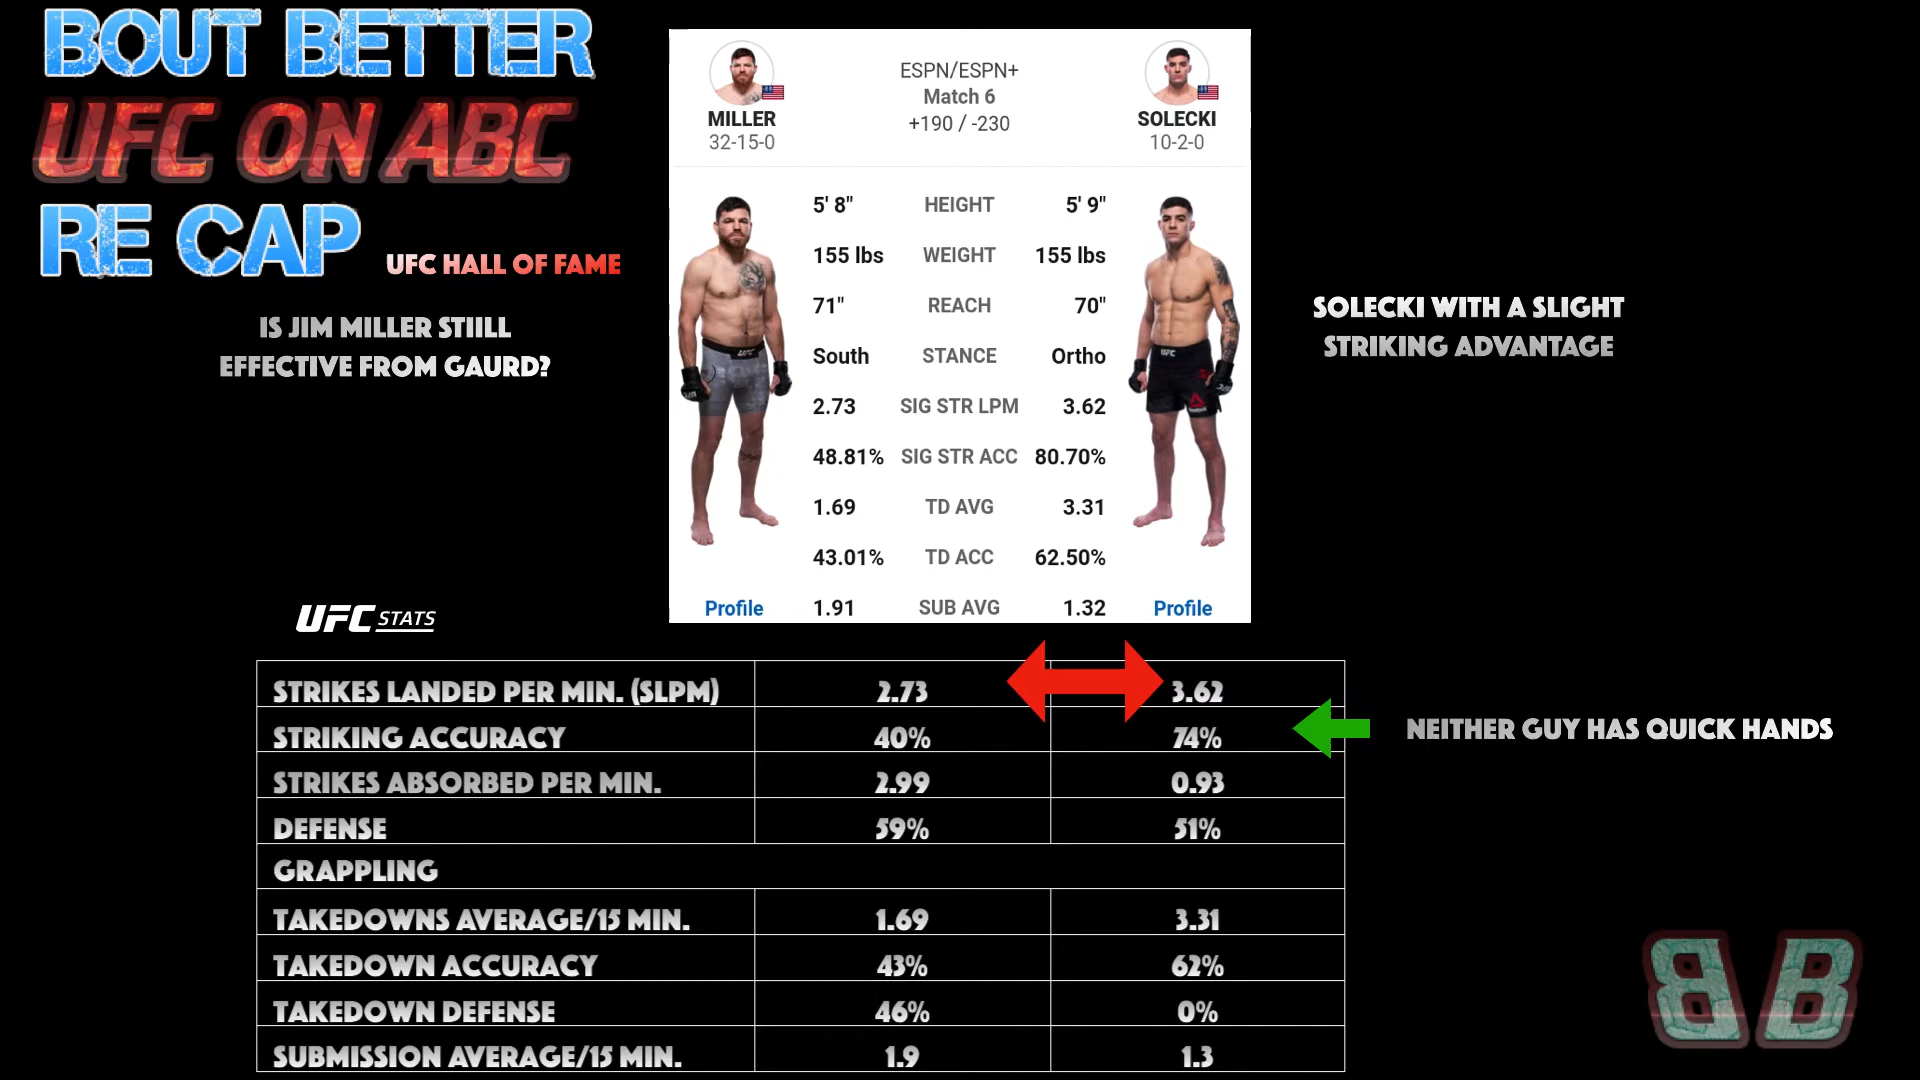 BOUT BETTER
UFC ON ABC
RE CAP
UFC HALL OF FAME
IS JIM MILLER STIILL
EFFECTIVE FROM GAURD?
ESPN/ESPN+
Match 6
+190 / -230
MILLER
32-15-0
SOLECKI
10-2-0
5' 8" HEIGHT 5' 9"
155 lbs WEIGHT 155 lbs
71" REACH 70"
South STANCE Ortho
2.73 SIG STR LPM 3.62
48.81% SIG STR ACC 80.70%
1.69 TD AVG 3.31
43.01% TD ACC 62.50%
Profile 1.91 SUB AVG 1.32 Profile
SOLECKI WITH A SLIGHT
STRIKING ADVANTAGE
UFC STATS
STRIKES LANDED PER MIN. (SLPM) 2.73 3.62
STRIKING ACCURACY 40% 74%
STRIKES ABSORBED PER MIN. 2.99 0.93
DEFENSE 59% 51%
GRAPPLING
TAKEDOWNS AVERAGE/15 MIN. 1.69 3.31
TAKEDOWN ACCURACY 43% 62%
TAKEDOWN DEFENSE 46% 0%
SUBMISSION AVERAGE/15 MIN. 1.9 1.3
NEITHER GUY HAS QUICK HANDS
BB